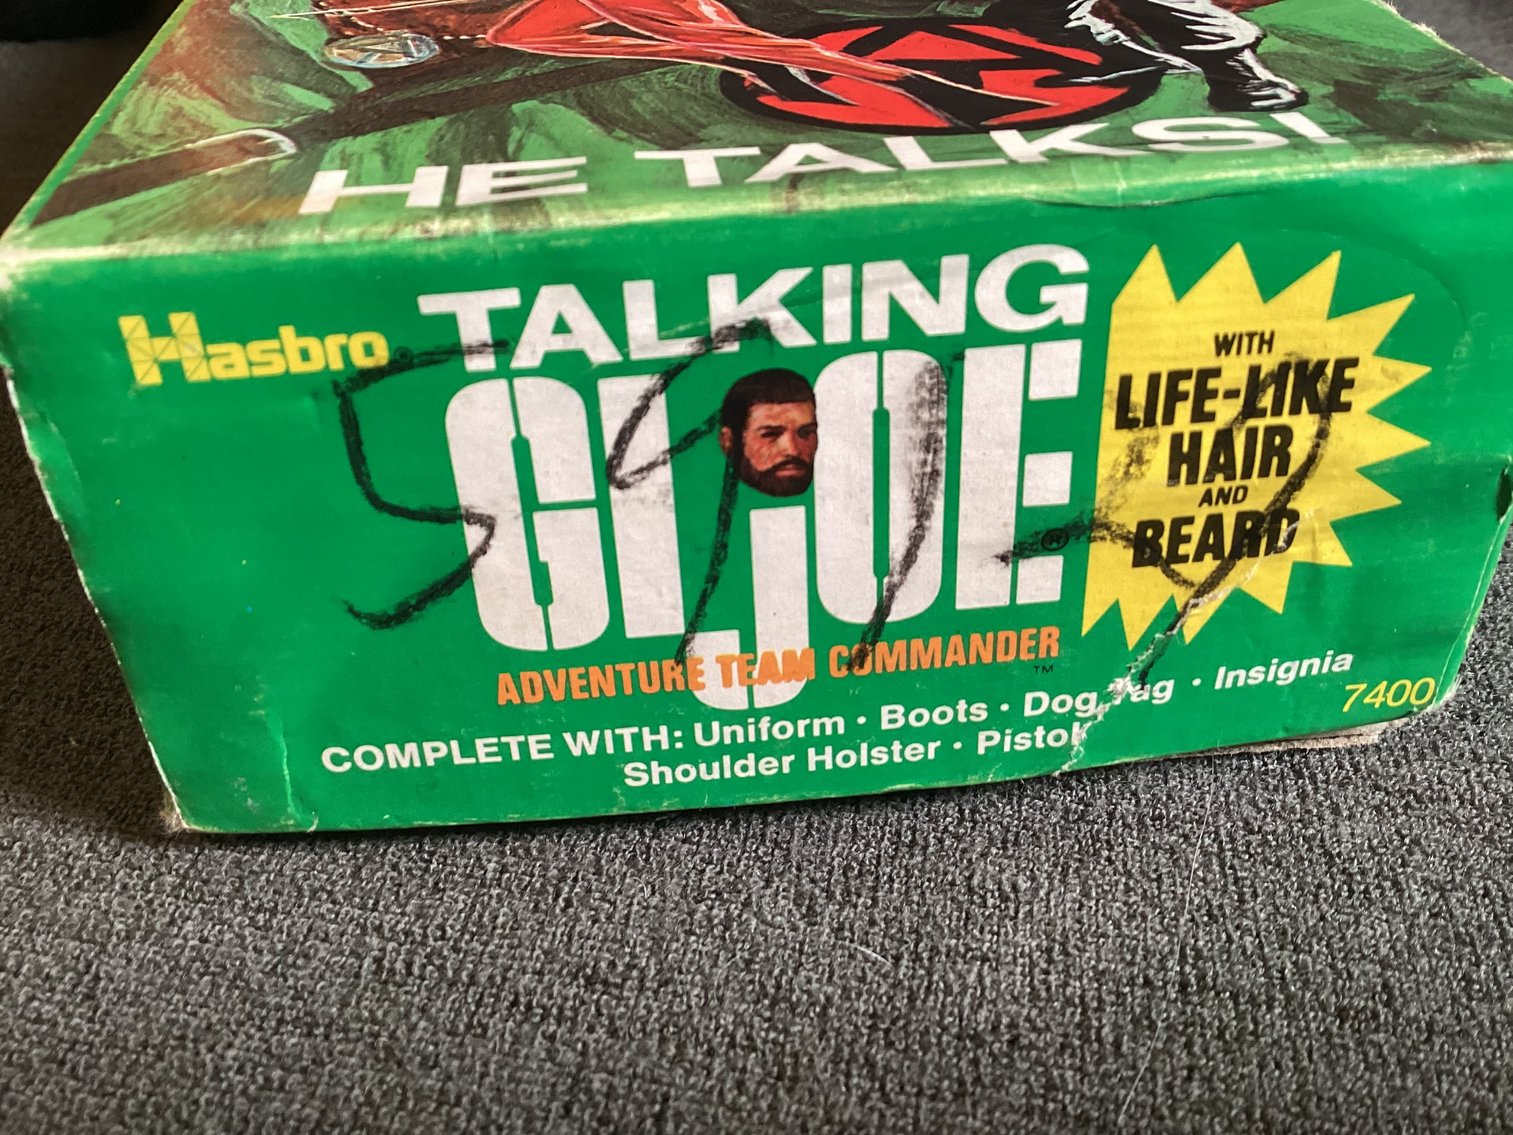 HE TALKS!
Hasbro®
TALKING
GI JOE®
WITH
LIFE-LIKE
HAIR
AND
BEARD
ADVENTURE TEAM COMMANDER
TM
COMPLETE WITH: Uniform · Boots · Dog Tag · Insignia
Shoulder Holster · Pistol
7400